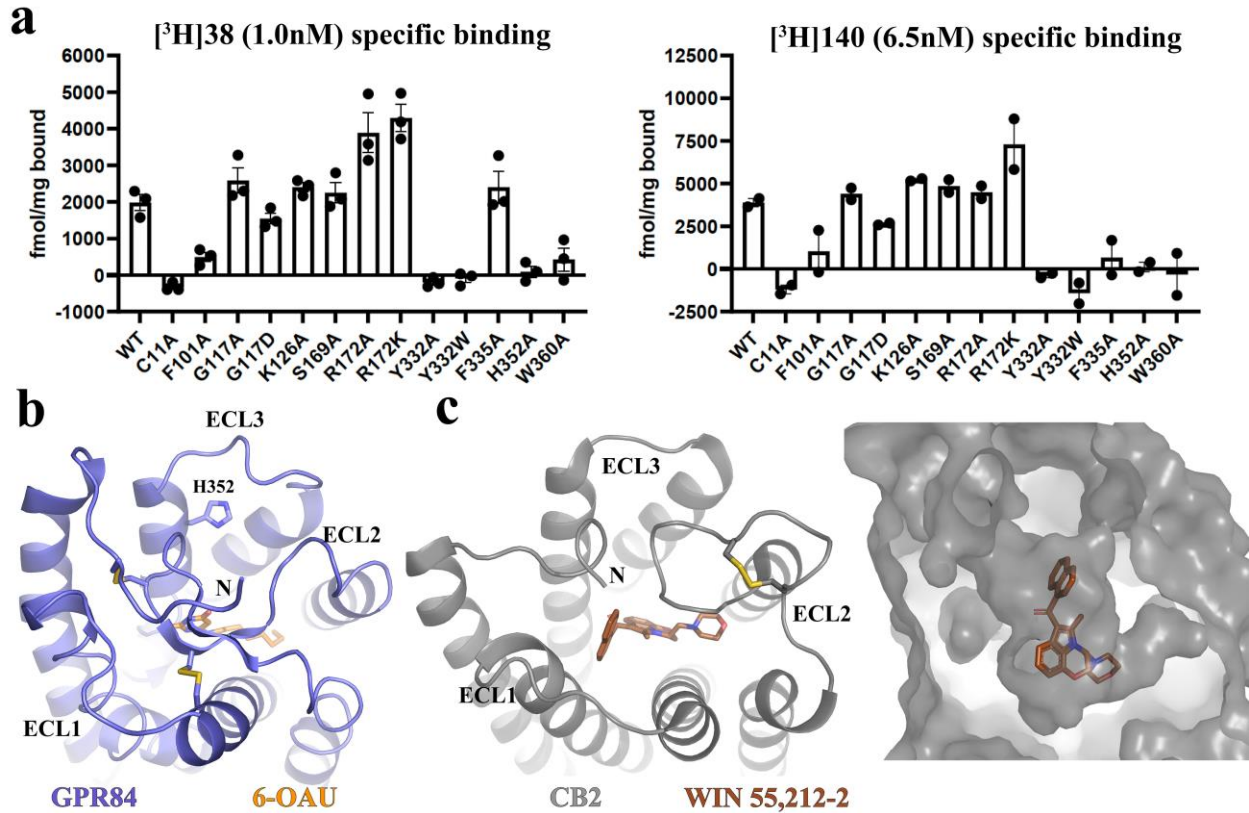 a
[³H]38 (1.0nM) specific binding
fmol/mg bound
6000
5000
4000
3000
2000
1000
0
-1000
WT
C11A
F101A
G117A
G117D
K126A
S169A
R172A
R172K
Y332A
Y332W
F335A
H352A
W360A
[³H]140 (6.5nM) specific binding
fmol/mg bound
12500
10000
7500
5000
2500
0
-2500
WT
C11A
F101A
G117A
G117D
K126A
S169A
R172A
R172K
Y332A
Y332W
F335A
H352A
W360A
b
ECL3
H352
ECL2
N
ECL1
GPR84
6-OAU
c
ECL3
N
ECL2
ECL1
CB2
WIN 55,212-2